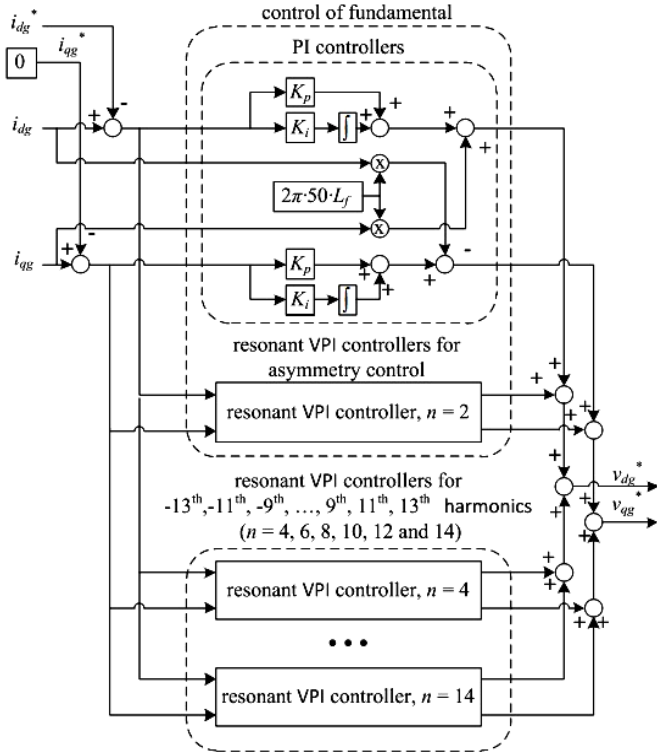 control of fundamental
i_dg*
i_qg*
PI controllers
0
K_p
+
-
+
+
i_dg
+
K_i
∫
+
+
x
2π·50·L_f
-
x
i_qg
+
K_p
-
+
+
+
K_i
∫
resonant VPI controllers for
asymmetry control
+
+
resonant VPI controller, n = 2
+
+
+
+
v_dg*
resonant VPI controllers for
-13th,-11th, -9th, ..., 9th, 11th, 13th harmonics
(n = 4, 6, 8, 10, 12 and 14)
+
+
v_qg*
+
+
resonant VPI controller, n = 4
+
+
+
•••
resonant VPI controller, n = 14